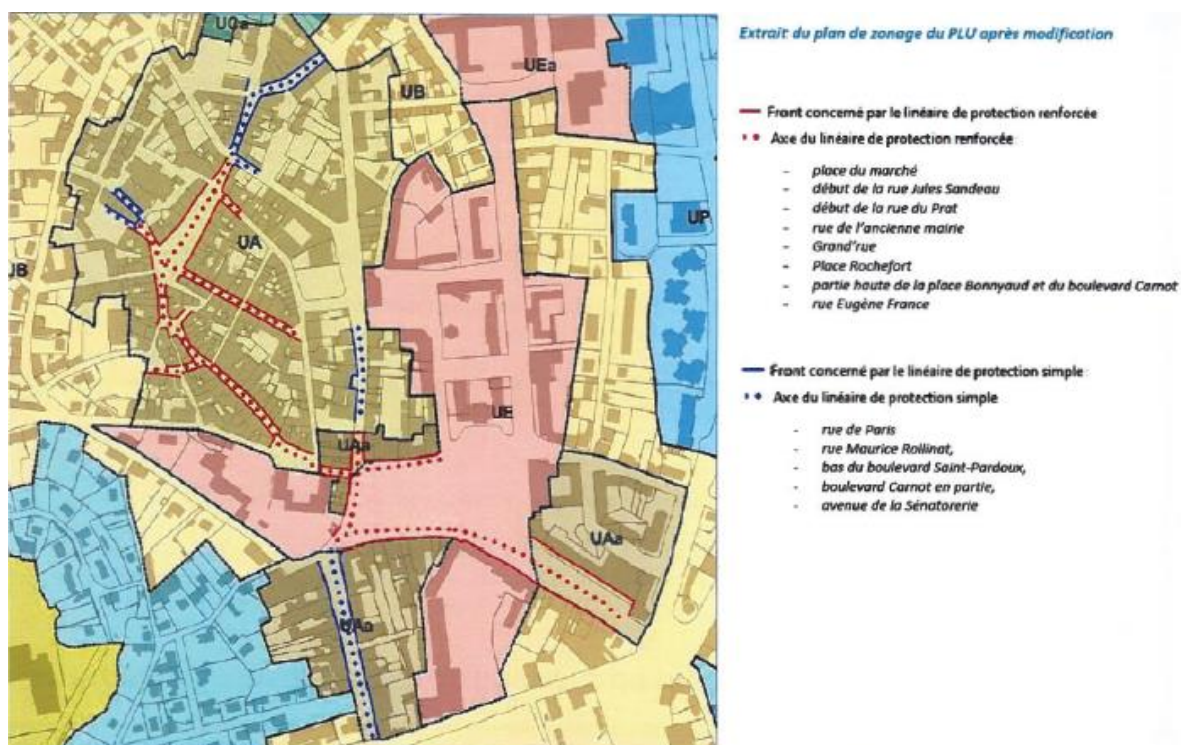 UCa
UEa
UB
UP
UA
UB
UE
UAa
UAa
UAa
Extrait du plan de zonage du PLU après modification
Front concerné par le linéaire de protection renforcée
Axe du linéaire de protection renforcée
- place du marché
- début de la rue Jules Sandeau
- début de la rue du Prat
- rue de l'ancienne mairie
- Grand'rue
- Place Rochefort
- partie haute de la place Bonnyaud et du boulevard Carnot
- rue Eugène France
Front concerné par le linéaire de protection simple
Axe du linéaire de protection simple
- rue de Paris
- rue Maurice Rollinat,
- bas du boulevard Saint-Pardoux,
- boulevard Carnot en partie,
- avenue de la Sénatorerie